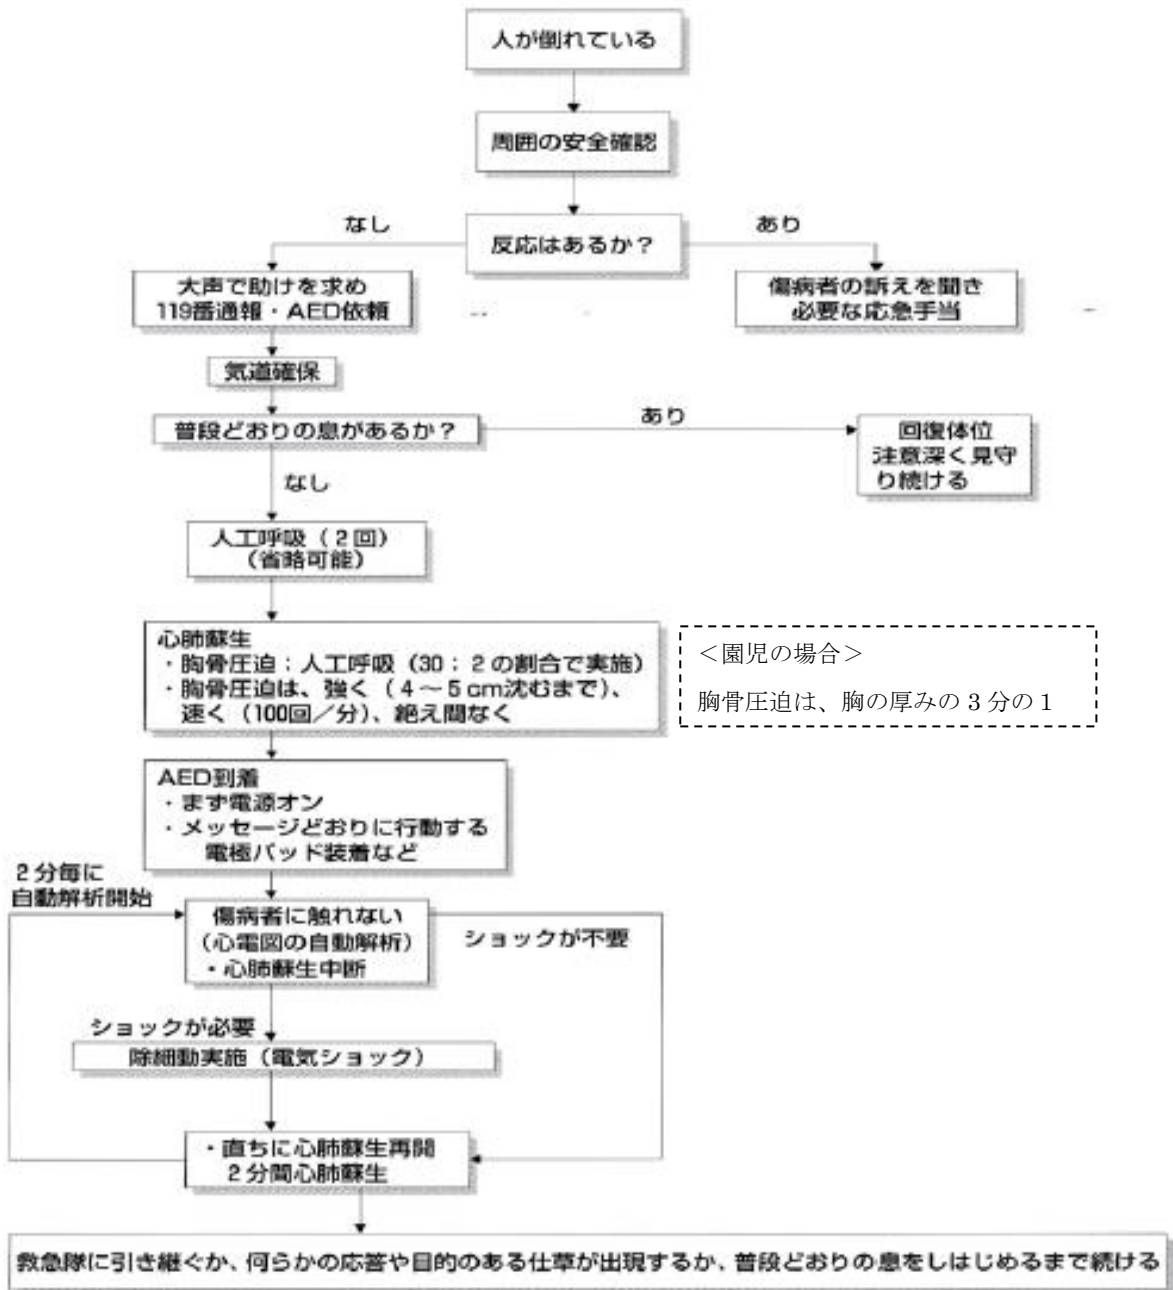 人が倒れている
周囲の安全確認
反応はあるか？
なし
あり
大声で助けを求め
119番通報・AED依頼
傷病者の訴えを聞き
必要な応急手当
気道確保
普段どおりの息があるか？
あり
回復体位
注意深く見守
り続ける
なし
人工呼吸（2回）
（省略可能）
心肺蘇生
・胸骨圧迫；人工呼吸（30：2の割合で実施）
・胸骨圧迫は、強く（4～5cm沈むまで）、
速く（100回／分）、絶え間なく
＜園児の場合＞
胸骨圧迫は、胸の厚みの3分の1
AED到着
・まず電源オン
・メッセージどおりに行動する
電極パッド装着など
2分毎に
自動解析開始
傷病者に触れない
（心電図の自動解析）
・心肺蘇生中断
ショックが不要
ショックが必要
除細動実施（電気ショック）
・直ちに心肺蘇生再開
2分間心肺蘇生
救急隊に引き継ぐか、何らかの応答や目的のある仕草が出現するか、普段どおりの息をしはじめるまで続ける